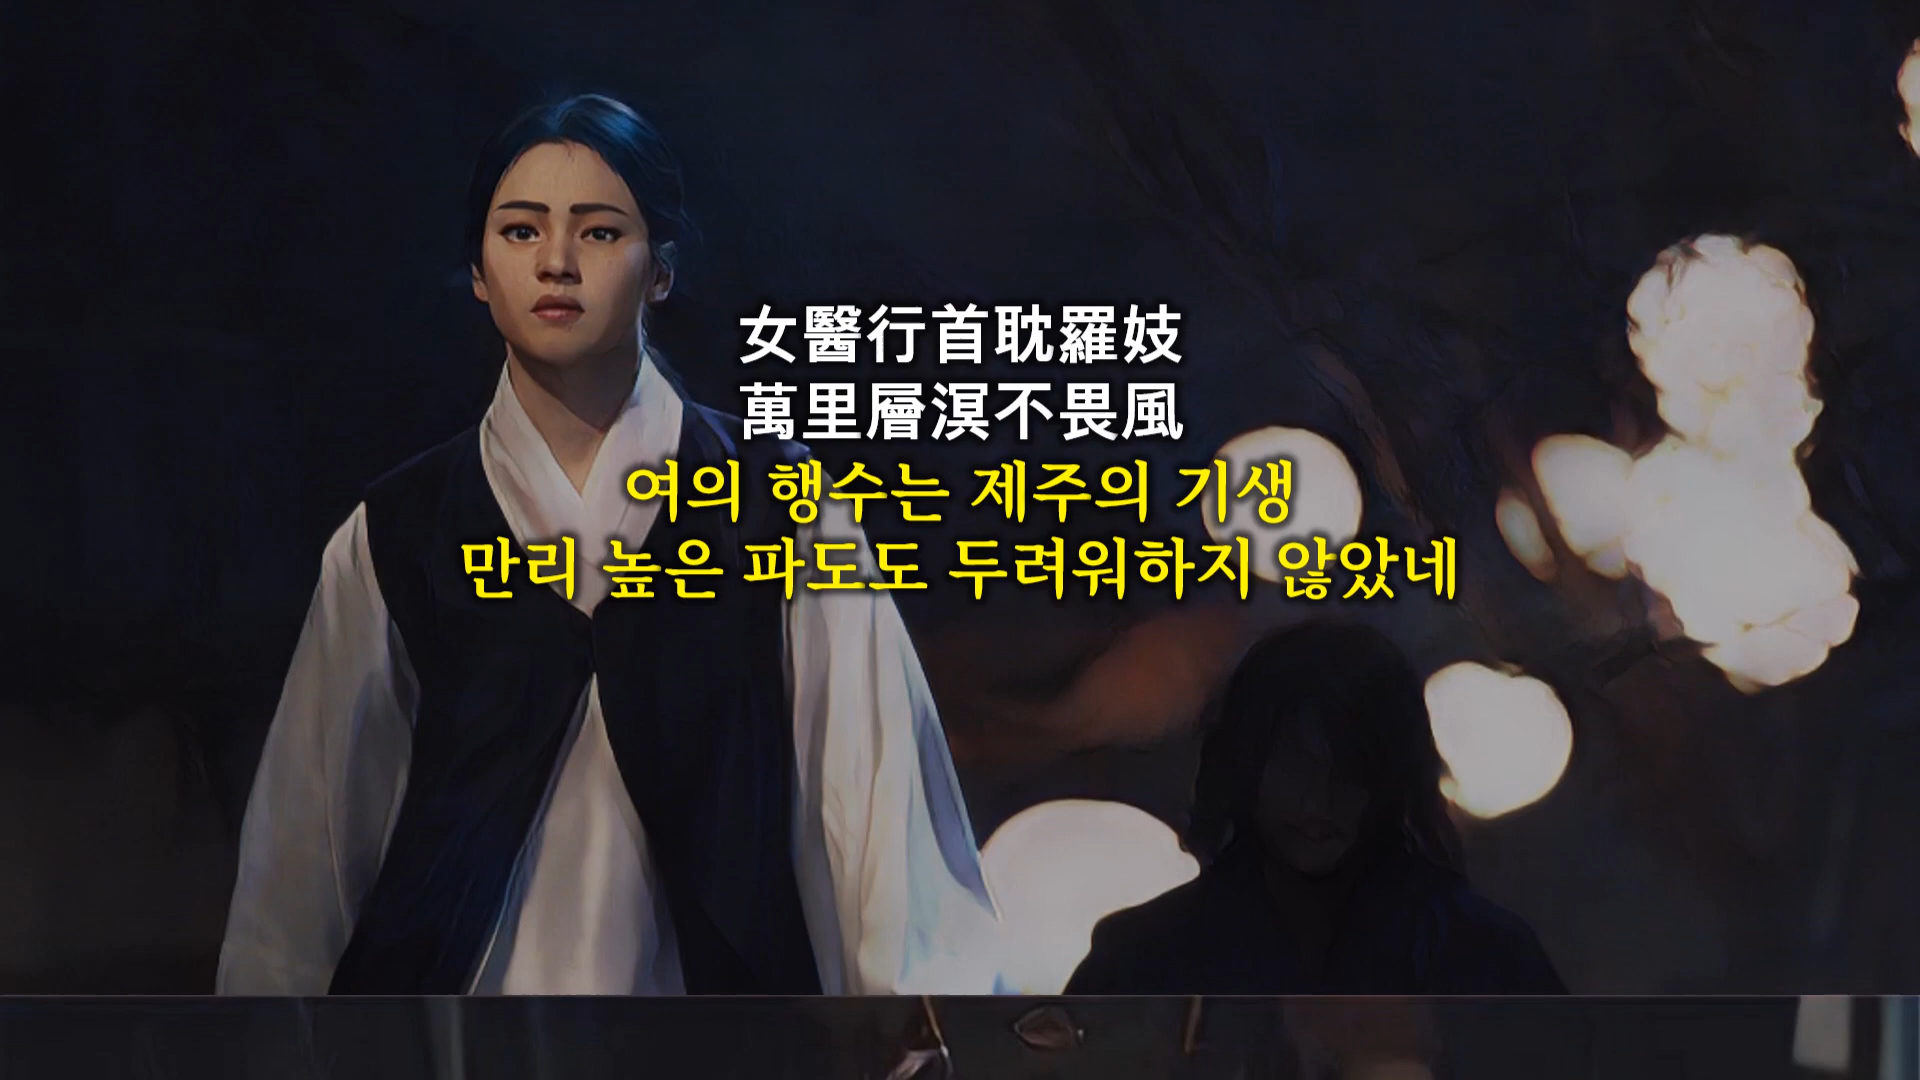 女醫行首耽羅妓
萬里層溟不畏風
여의 행수는 제주의 기생
만리 높은 파도도 두려워하지 않았네